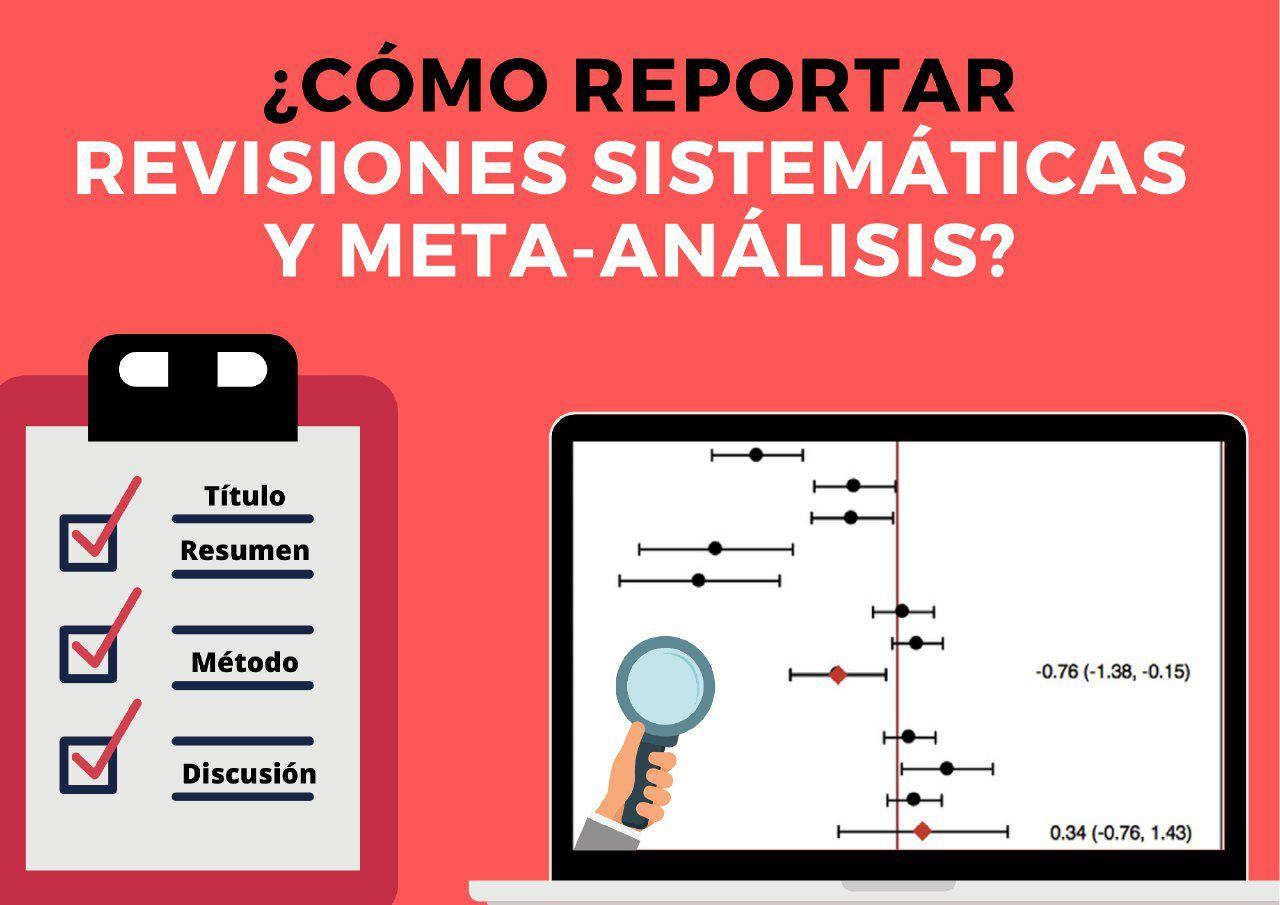 ¿CÓMO REPORTAR
REVISIONES SISTEMÁTICAS
Y META-ANÁLISIS?
Título
Resumen
Método
Discusión
-0.76 (-1.38, -0.15)
0.34 (-0.76, 1.43)